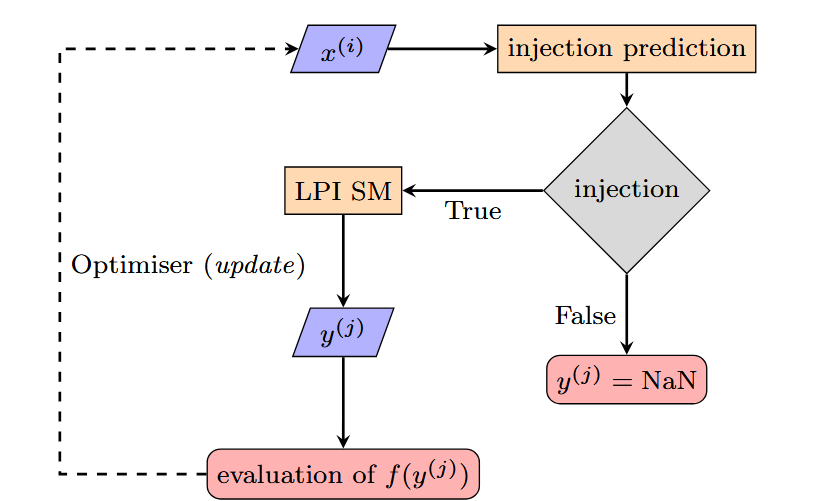 x^(i)
injection prediction
injection
LPI SM
True
Optimiser (update)
False
y^(j)
y^(j) = NaN
evaluation of f(y^(j))